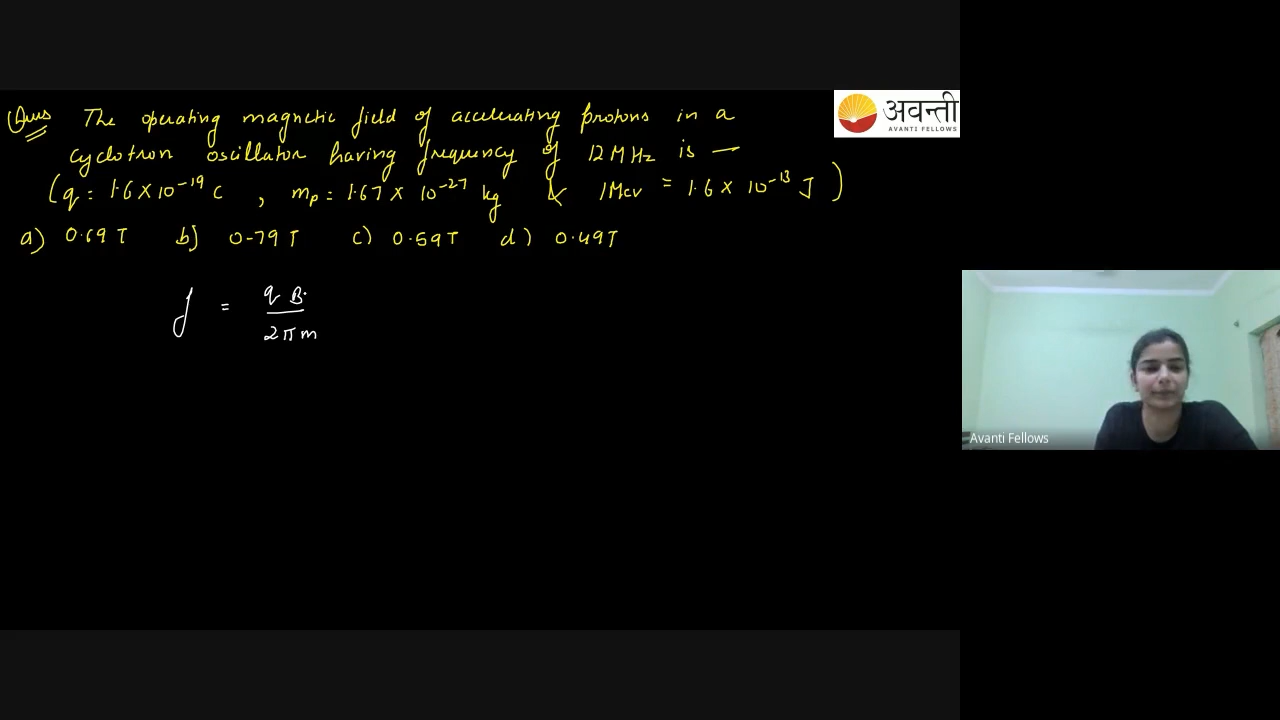 Ques The operating magnetic field of accelerating protons in a
cyclotron oscillator having frequency of 12 MHz is —
(q = 1.6 × 10⁻¹⁹ C , mp = 1.67 × 10⁻²⁷ kg & 1 Mev = 1.6 × 10⁻¹³ J )
a) 0.69 T b) 0.79 T c) 0.59 T d) 0.49 T
f = qB / 2πm
अवन्ती
AVANTI FELLOWS
Avanti Fellows